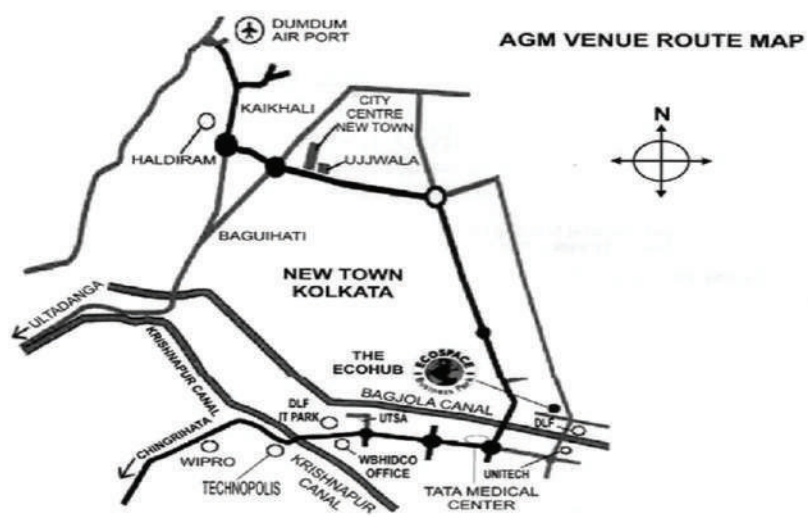 DUMDUM
AIR PORT
AGM VENUE ROUTE MAP
N
KAIKHALI
CITY
CENTRE
NEW TOWN
HALDIRAM
UJJWALA
BAGUIHATI
NEW TOWN
KOLKATA
ULTADANGA
KRISHNAPUR CANAL
THE
ECOHUB
ECOSPACE
Business Park
BAGJOLA CANAL
DLF
IT PARK
UTSA
DLF
CHINGRIHATA
WIPRO
TECHNOPOLIS
KRISHNAPUR
CANAL
WBHIDCO
OFFICE
UNITECH
TATA MEDICAL
CENTER